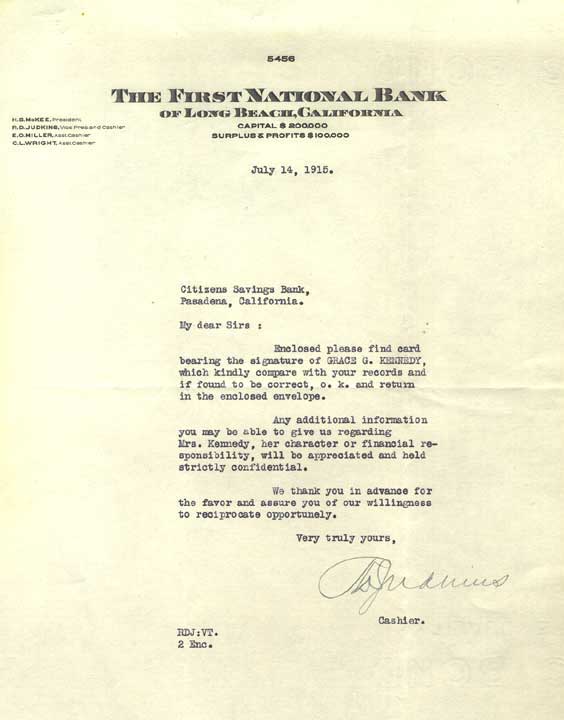 5456
THE FIRST NATIONAL BANK
OF LONG BEACH, CALIFORNIA
CAPITAL $200,000
SURPLUS & PROFITS $100,000
H.S. McKEE, President
R.D. JUDKINS, Vice Pres. and Cashier
E.O. MILLER, Asst. Cashier
C.L. WRIGHT, Asst. Cashier
July 14, 1915.
Citizens Savings Bank,
Pasadena, California.
My dear Sirs :
Enclosed please find card
bearing the signature of GRACE G. KENNEDY,
which kindly compare with your records and
if found to be correct, o. k. and return
in the enclosed envelope.
Any additional information
you may be able to give us regarding
Mrs. Kennedy, her character or financial re-
sponsibility, will be appreciated and held
strictly confidential.
We thank you in advance for
the favor and assure you of our willingness
to reciprocate opportunely.
Very truly yours,
RDJudkins
Cashier.
RDJ:VT.
2 Enc.